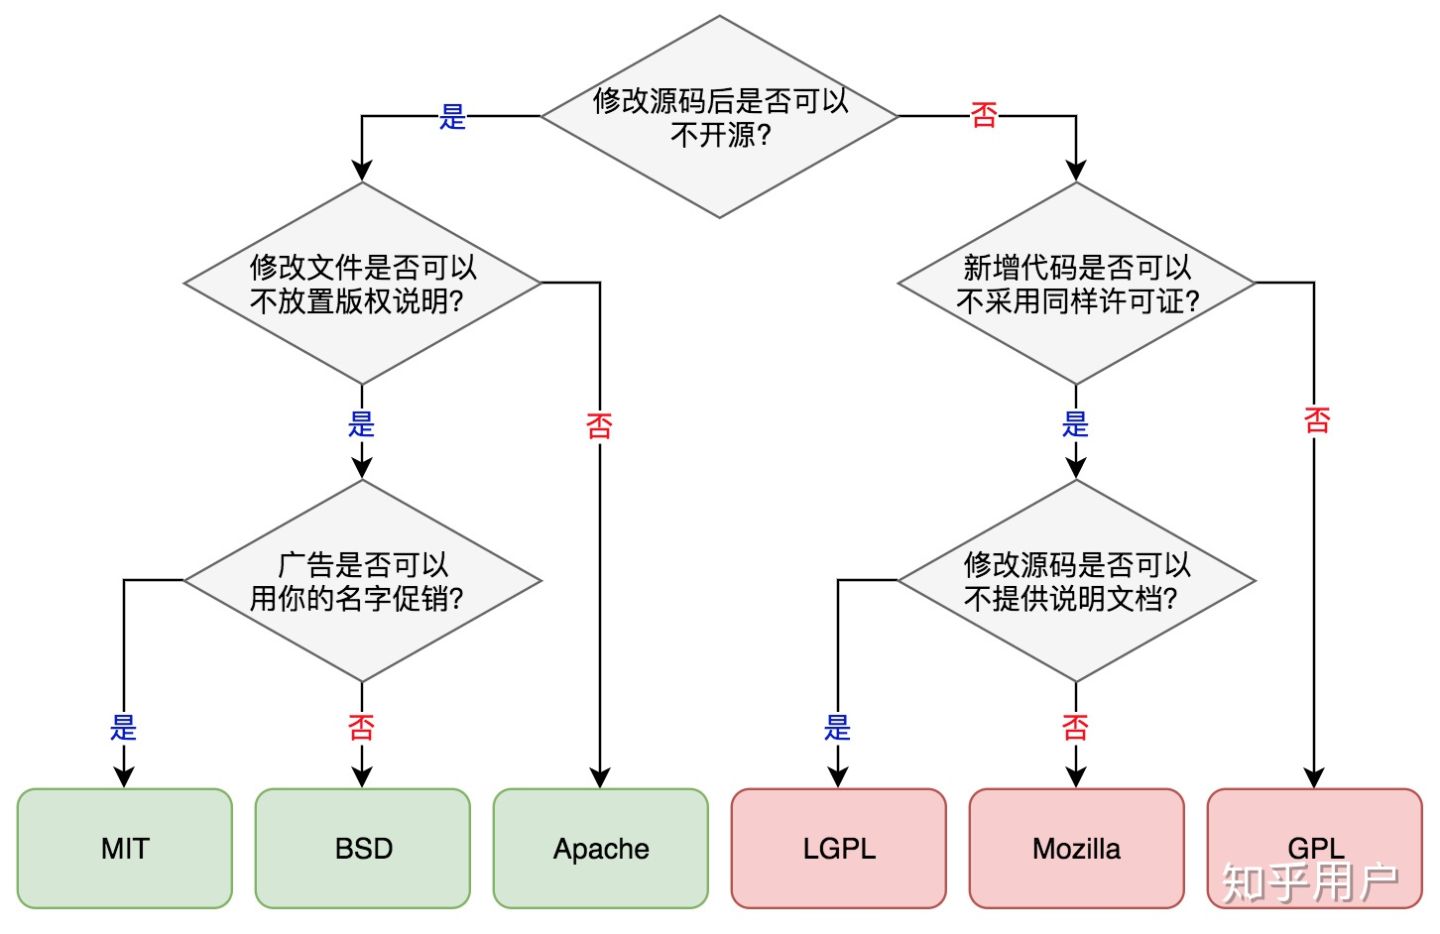 修改源码后是否可以
不开源?
是
否
修改文件是否可以
不放置版权说明?
新增代码是否可以
不采用同样许可证?
是
否
是
否
广告是否可以
用你的名字促销?
修改源码是否可以
不提供说明文档?
是
否
是
否
MIT
BSD
Apache
LGPL
Mozilla
GPL
知乎用户